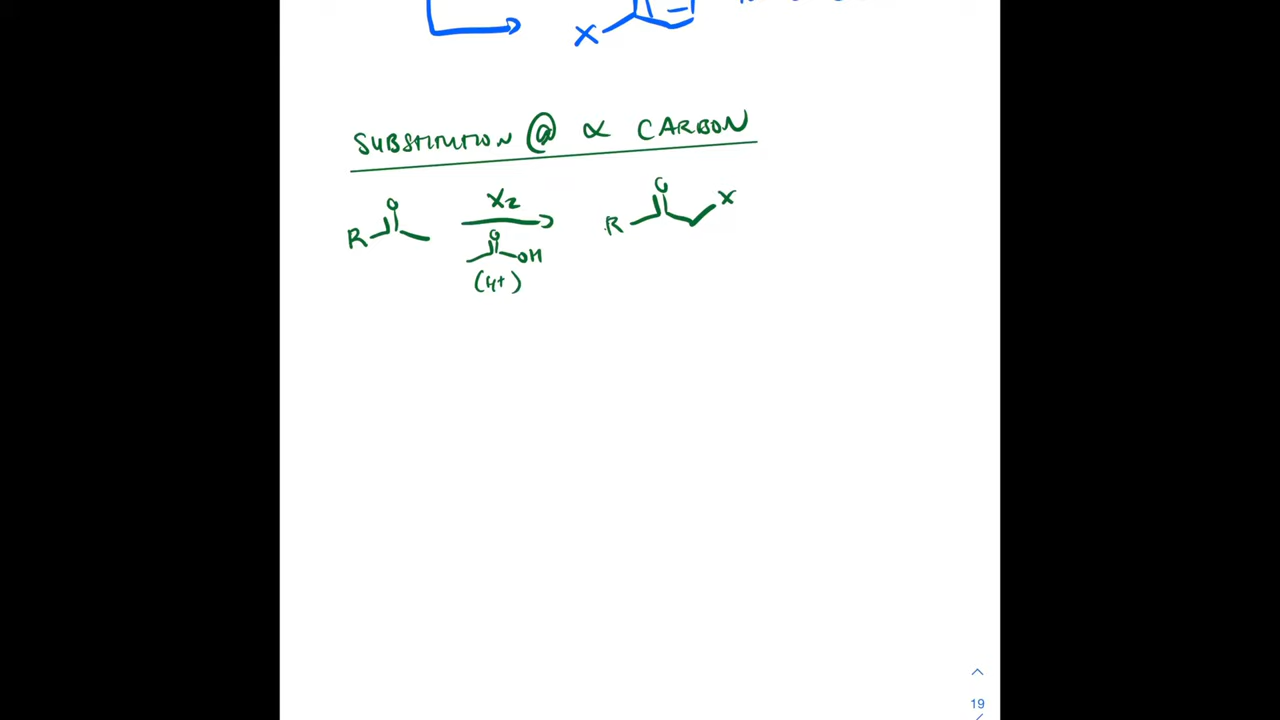 X
SUBSTITUTION @ α CARBON
R O X2 O OH (H+) R O X
19